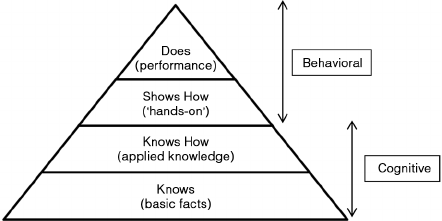 Does
(performance)
Behavioral
Shows How
('hands-on')
Knows How
(applied knowledge)
Cognitive
Knows
(basic facts)